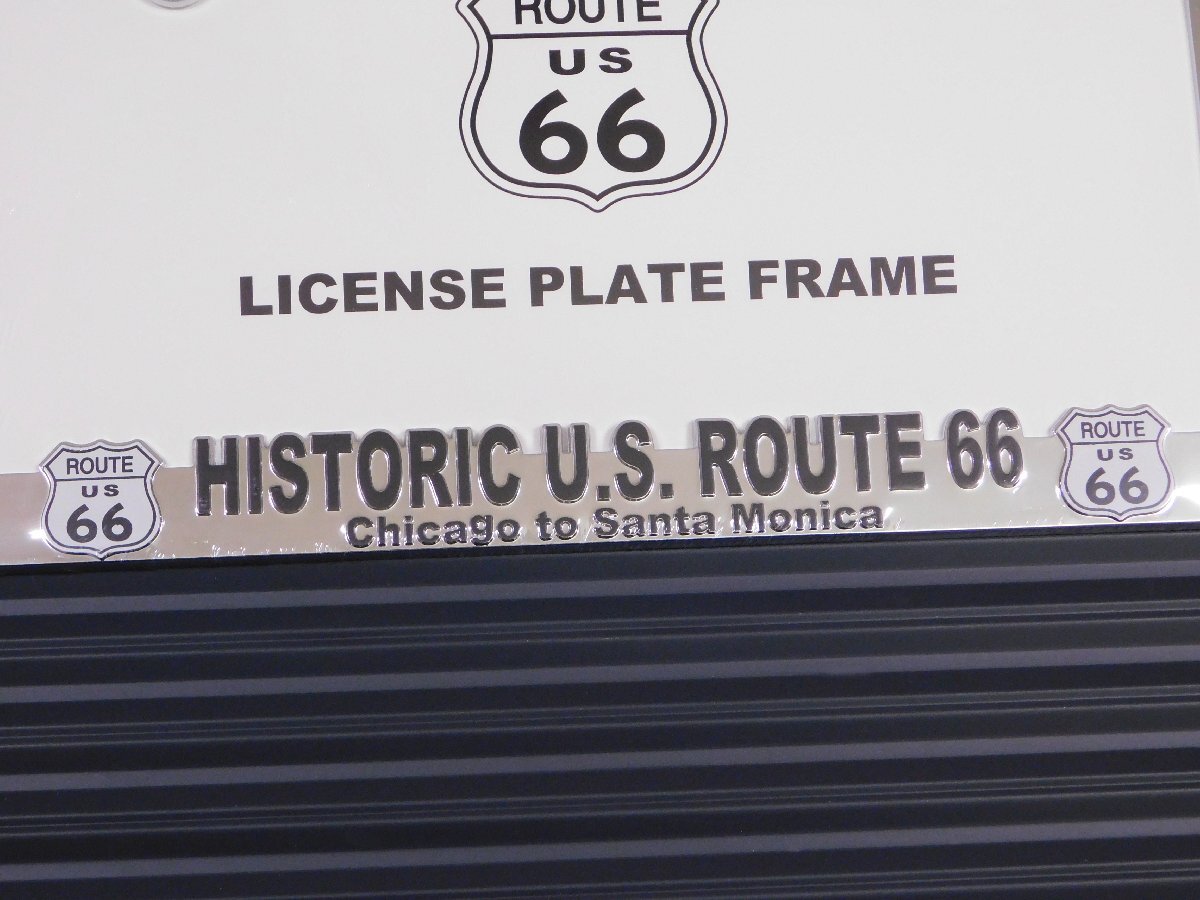 ROUTE
US
66
LICENSE PLATE FRAME
ROUTE
US
66
HISTORIC U.S. ROUTE 66
Chicago to Santa Monica
ROUTE
US
66